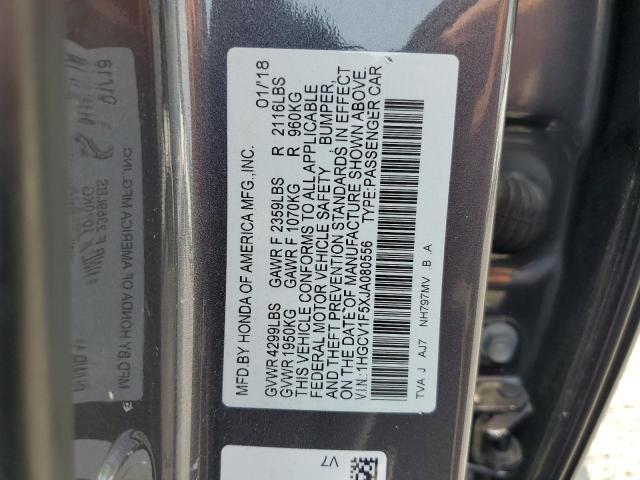 MFD.BY HONDA OF AMERICA MFG.,INC. 01/18
GVWR 4299LBS GAWR F 2359LBS R 2116LBS
GVWR 1950KG GAWR F 1070KG R 960KG
THIS VEHICLE CONFORMS TO ALL APPLICABLE
FEDERAL MOTOR VEHICLE SAFETY, BUMPER,
AND THEFT PREVENTION STANDARDS IN EFFECT
ON THE DATE OF MANUFACTURE SHOWN ABOVE.
V.I.N.:1HGCV1F5XJA080556 TYPE:PASSENGER CAR
TVA J AJ7 NH797MV .B .A
V7